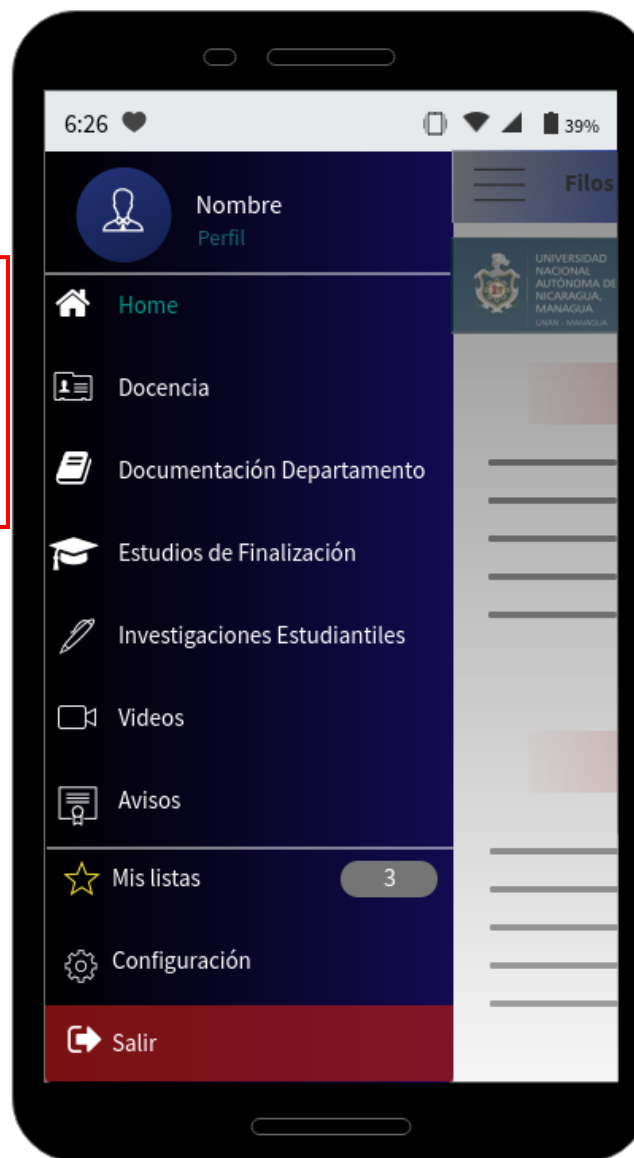 6:26
39%
Nombre
Perfil
Filos
UNIVERSIDAD
NACIONAL
AUTÓNOMA DE
NICARAGUA,
MANAGUA
UNAN - MANAGUA
Home
Docencia
Documentación Departamento
Estudios de Finalización
Investigaciones Estudiantiles
Videos
Avisos
Mis listas
3
Configuración
Salir